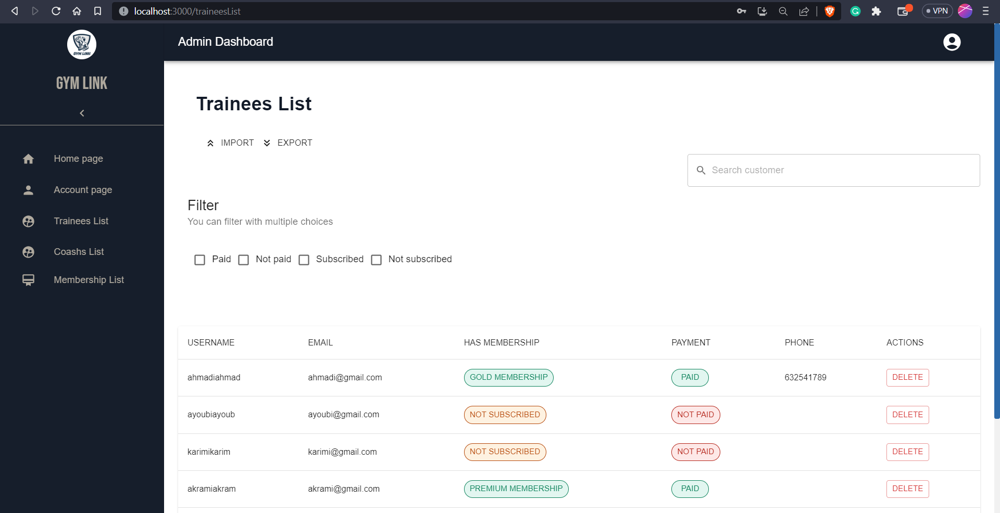 localhost:3000/traineesList
VPN
GYM LINK
Admin Dashboard
GYM LINK
Trainees List
IMPORT EXPORT
Home page
Search customer
Account page
Filter
Trainees List
You can filter with multiple choices
Coashs List
Paid Not paid Subscribed Not subscribed
Membership List
USERNAME EMAIL HAS MEMBERSHIP PAYMENT PHONE ACTIONS
ahmadiahmad ahmadi@gmail.com GOLD MEMBERSHIP PAID 632541789 DELETE
ayoubiayoub ayoubi@gmail.com NOT SUBSCRIBED NOT PAID DELETE
karimikarim karimi@gmail.com NOT SUBSCRIBED NOT PAID DELETE
akramiakram akrami@gmail.com PREMIUM MEMBERSHIP PAID DELETE